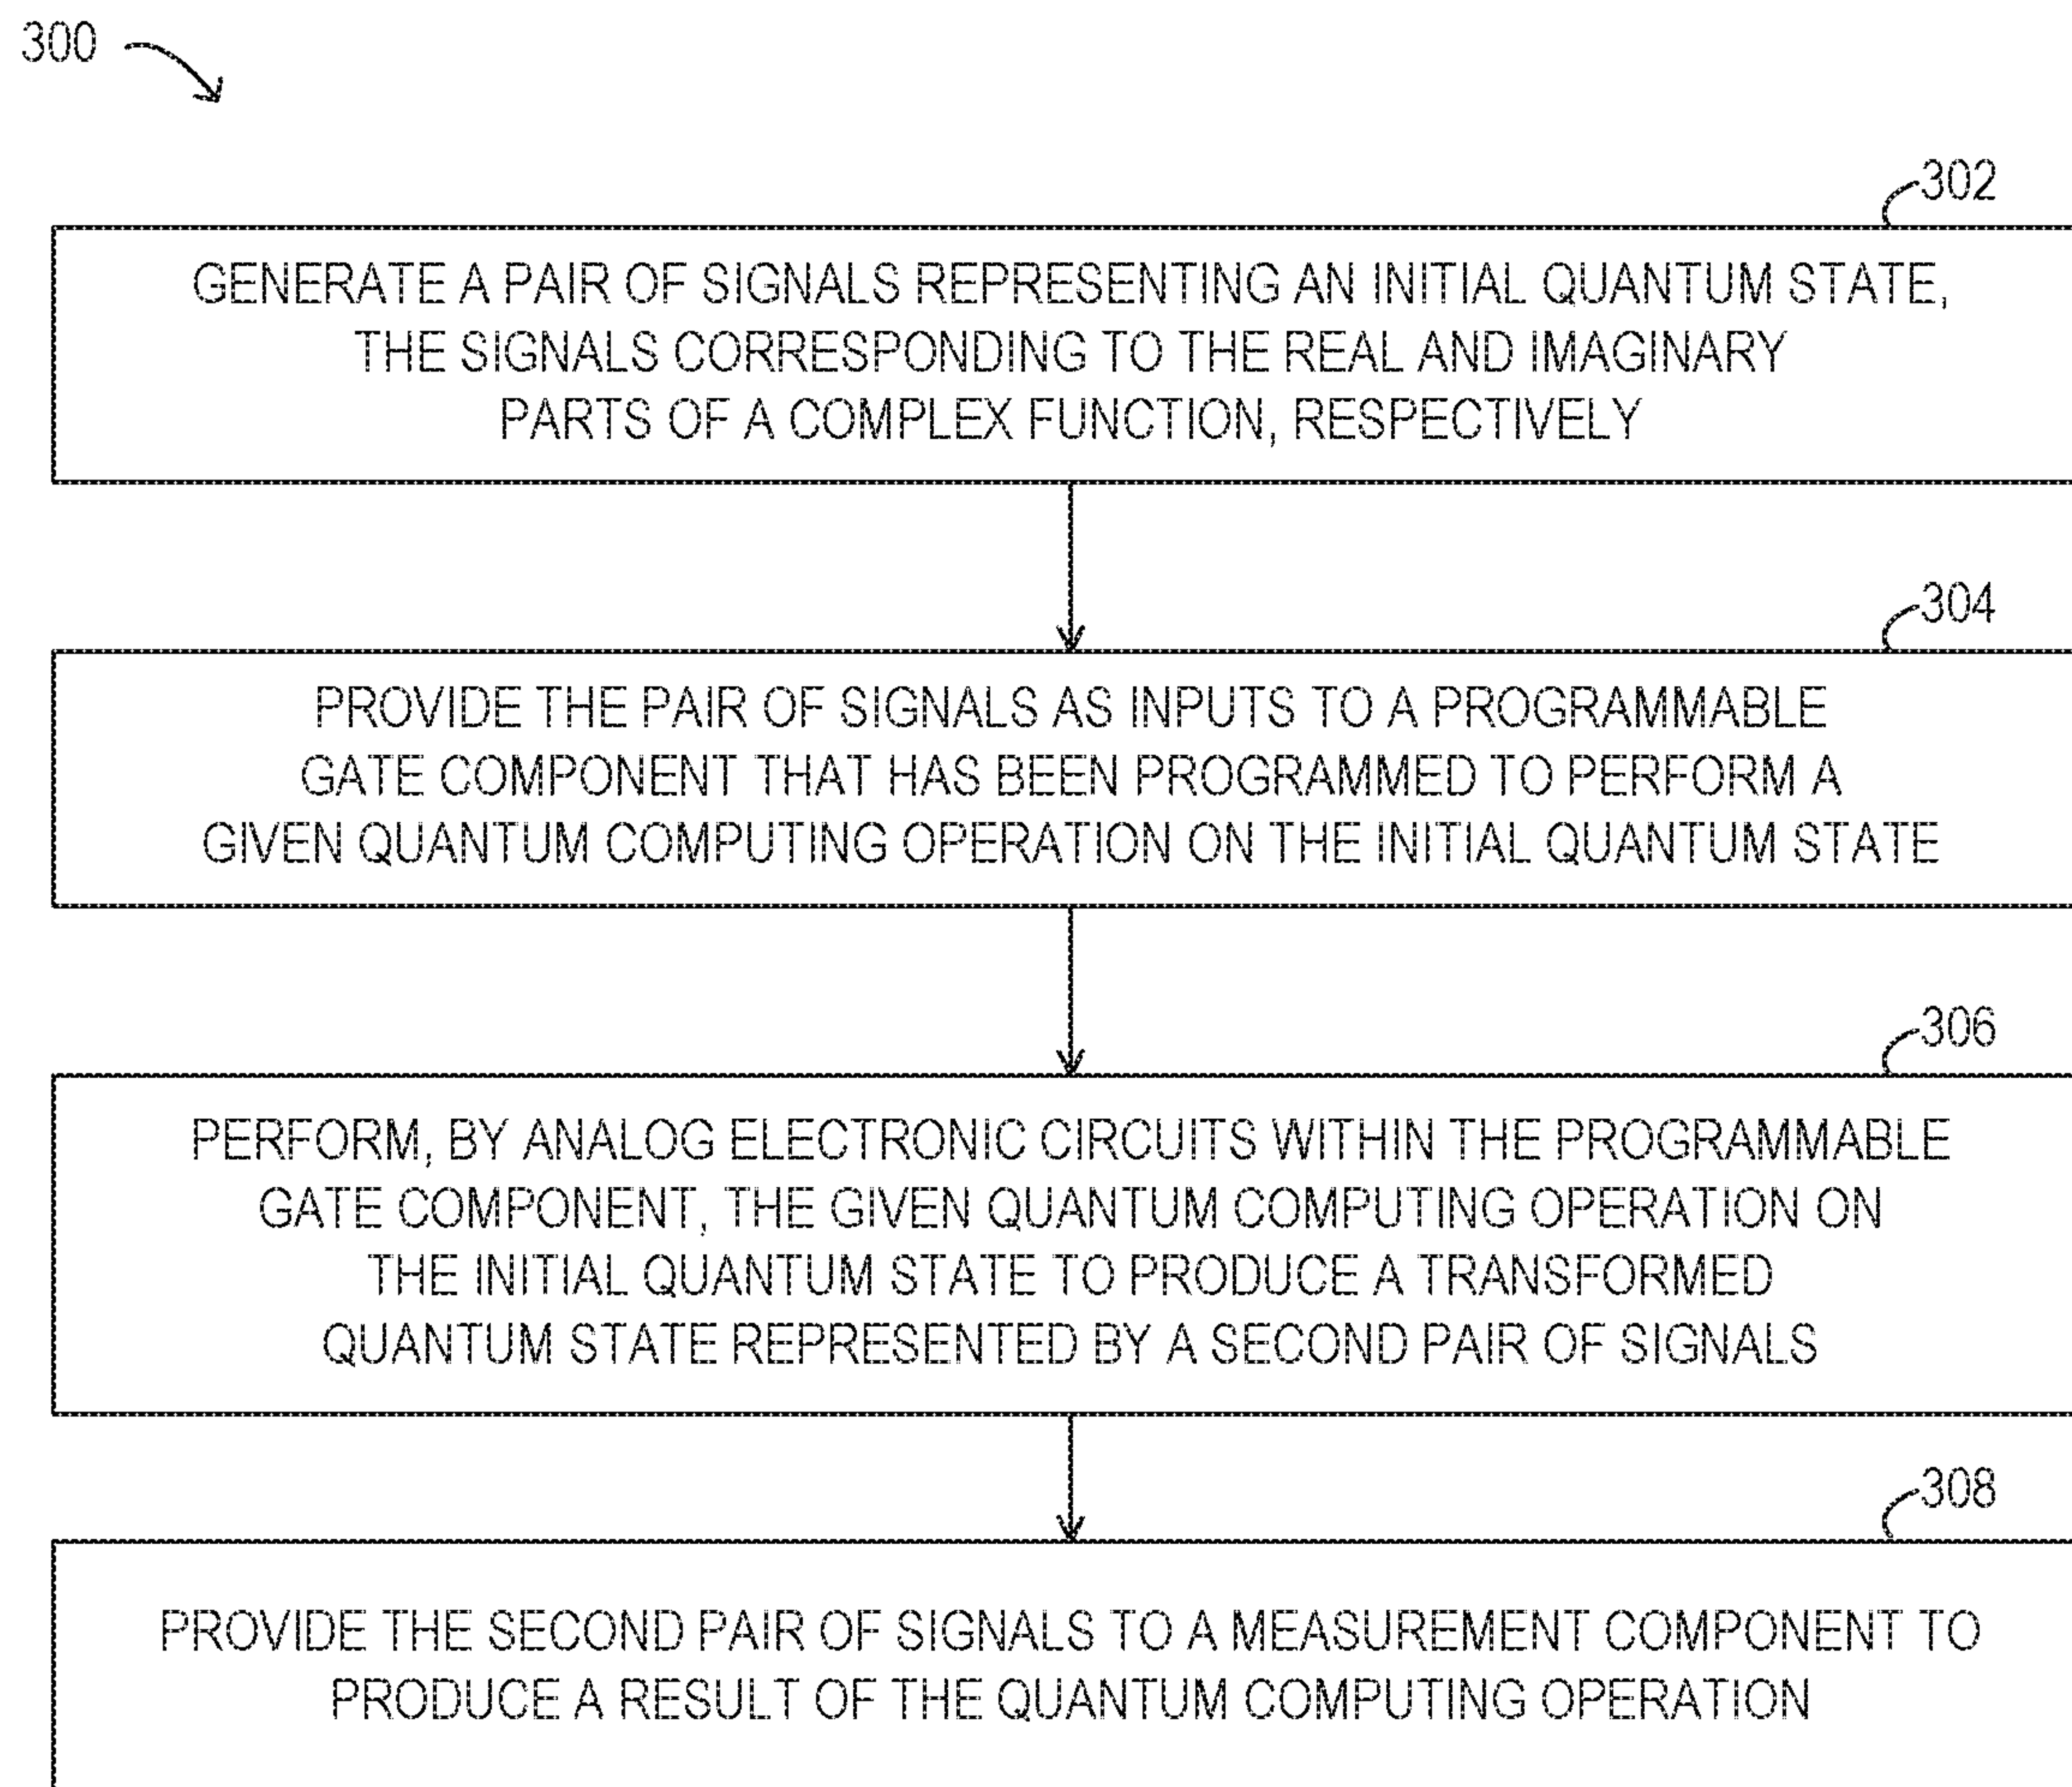 300
302
GENERATE A PAIR OF SIGNALS REPRESENTING AN INITIAL QUANTUM STATE,
THE SIGNALS CORRESPONDING TO THE REAL AND IMAGINARY
PARTS OF A COMPLEX FUNCTION, RESPECTIVELY
304
PROVIDE THE PAIR OF SIGNALS AS INPUTS TO A PROGRAMMABLE
GATE COMPONENT THAT HAS BEEN PROGRAMMED TO PERFORM A
GIVEN QUANTUM COMPUTING OPERATION ON THE INITIAL QUANTUM STATE
306
PERFORM, BY ANALOG ELECTRONIC CIRCUITS WITHIN THE PROGRAMMABLE
GATE COMPONENT, THE GIVEN QUANTUM COMPUTING OPERATION ON
THE INITIAL QUANTUM STATE TO PRODUCE A TRANSFORMED
QUANTUM STATE REPRESENTED BY A SECOND PAIR OF SIGNALS
308
PROVIDE THE SECOND PAIR OF SIGNALS TO A MEASUREMENT COMPONENT TO
PRODUCE A RESULT OF THE QUANTUM COMPUTING OPERATION